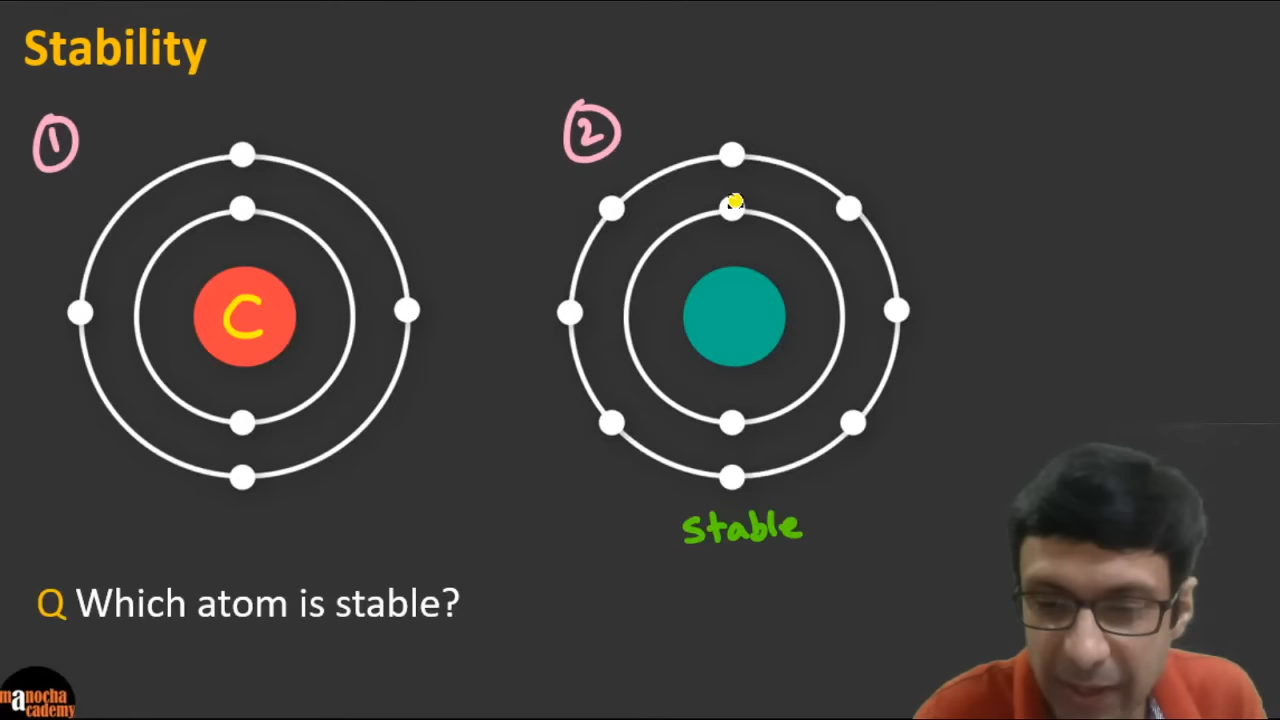 Stability
1
2
C
stable
Q Which atom is stable?
manocha
academy